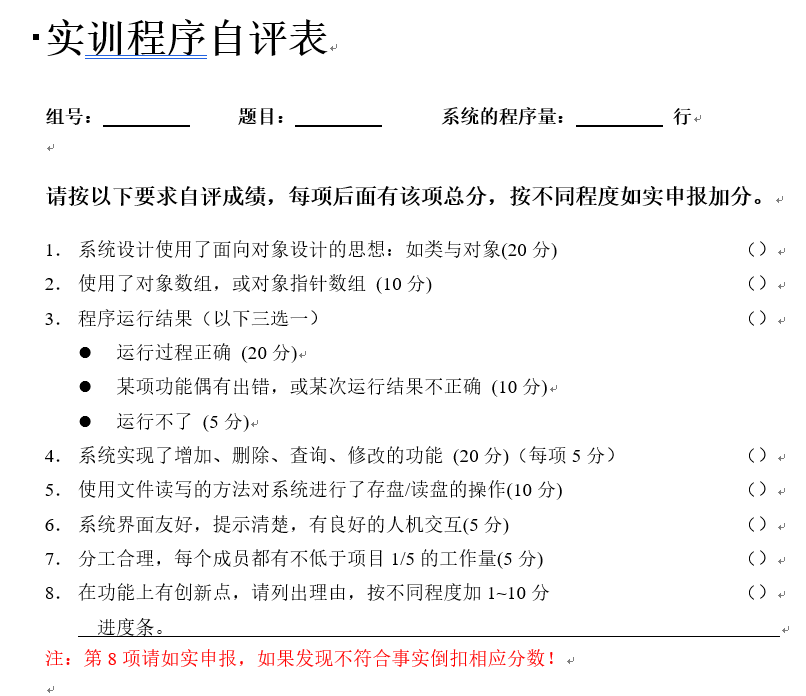 实训程序自评表
组号： 题目： 系统的程序量： 行
请按以下要求自评成绩，每项后面有该项总分，按不同程度如实申报加分。
1. 系统设计使用了面向对象设计的思想：如类与对象(20 分) （）
2. 使用了对象数组，或对象指针数组 (10 分) （）
3. 程序运行结果（以下三选一） （）
● 运行过程正确 (20 分)
● 某项功能偶有出错，或某次运行结果不正确 (10 分)
● 运行不了 (5 分)
4. 系统实现了增加、删除、查询、修改的功能 (20 分)（每项 5 分） （）
5. 使用文件读写的方法对系统进行了存盘/读盘的操作(10 分) （）
6. 系统界面友好，提示清楚，有良好的人机交互(5 分) （）
7. 分工合理，每个成员都有不低于项目 1/5 的工作量(5 分) （）
8. 在功能上有创新点，请列出理由，按不同程度加 1~10 分 （）
进度条。
注：第 8 项请如实申报，如果发现不符合事实倒扣相应分数！